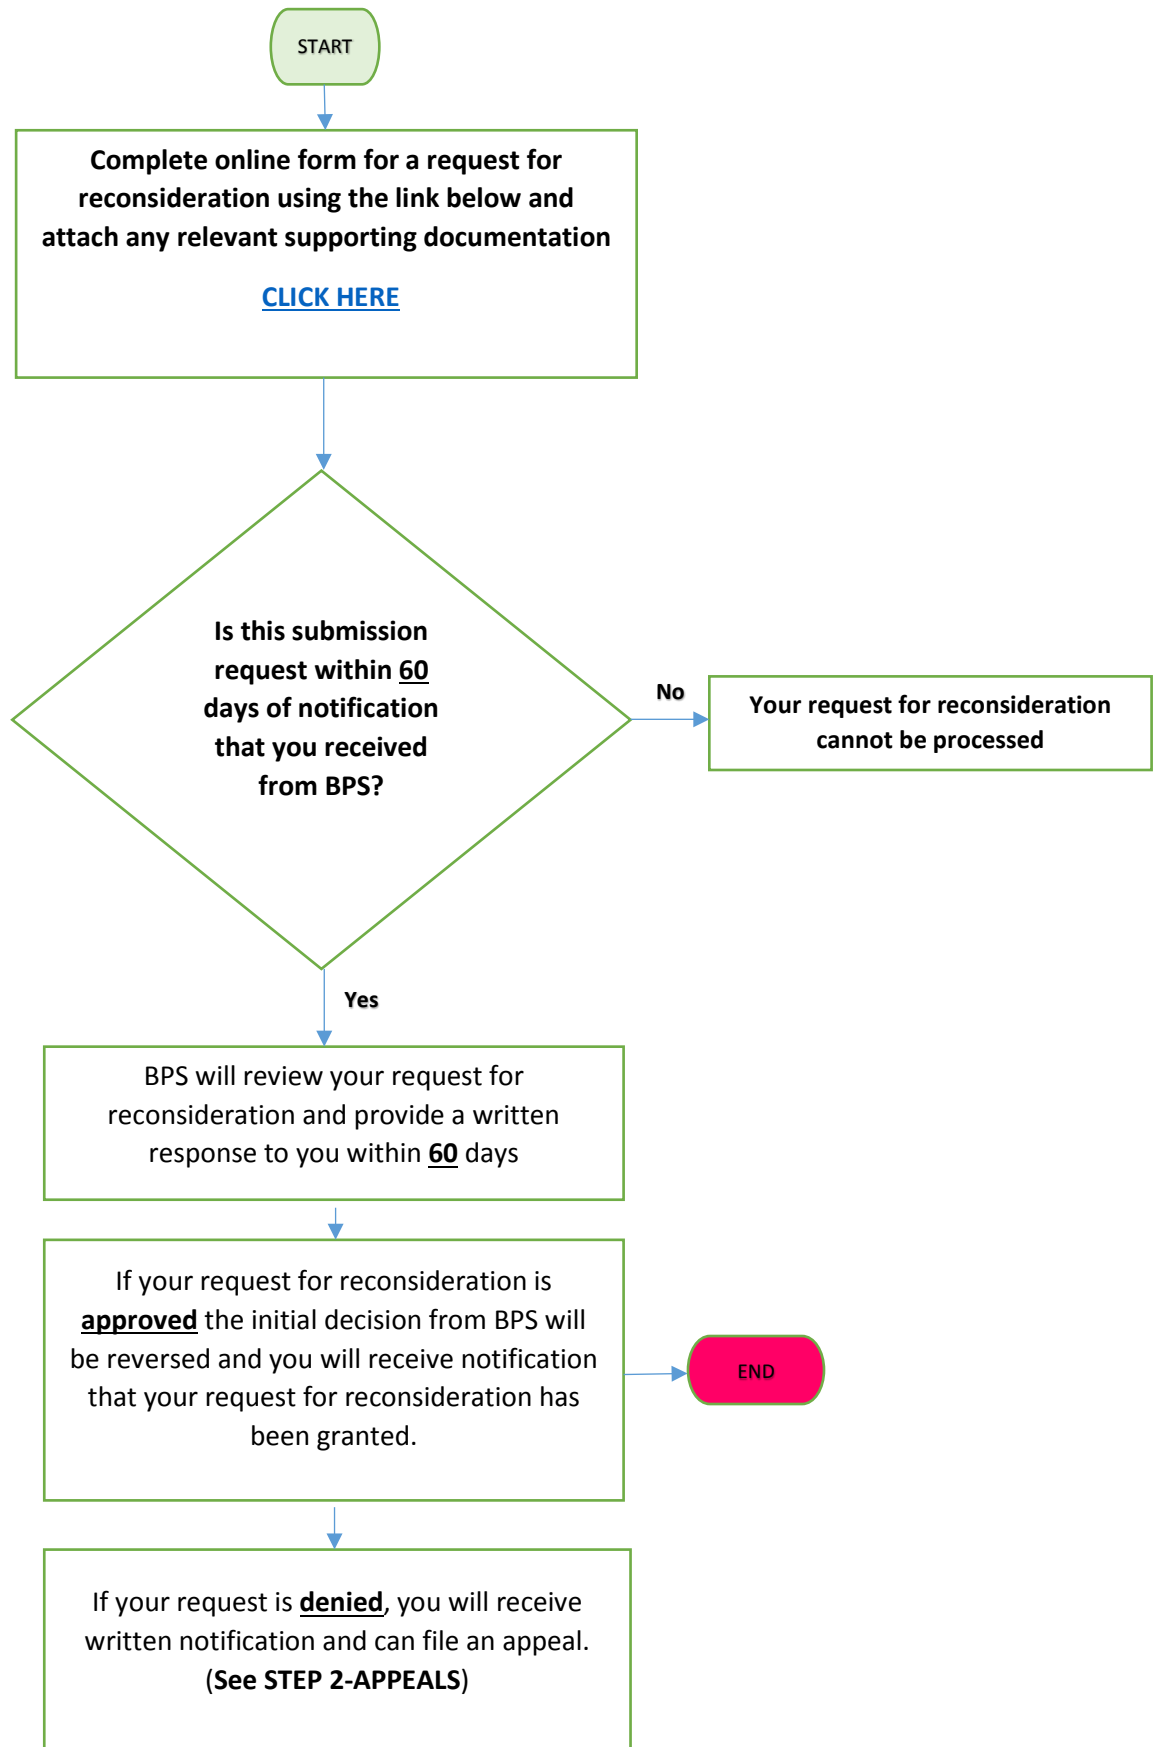 START
Complete online form for a request for
reconsideration using the link below and
attach any relevant supporting documentation
CLICK HERE
Is this submission
request within 60
days of notification
that you received
from BPS?
No
Your request for reconsideration
cannot be processed
Yes
BPS will review your request for
reconsideration and provide a written
response to you within 60 days
If your request for reconsideration is
approved the initial decision from BPS will
be reversed and you will receive notification
that your request for reconsideration has
been granted.
END
If your request is denied, you will receive
written notification and can file an appeal.
(See STEP 2-APPEALS)